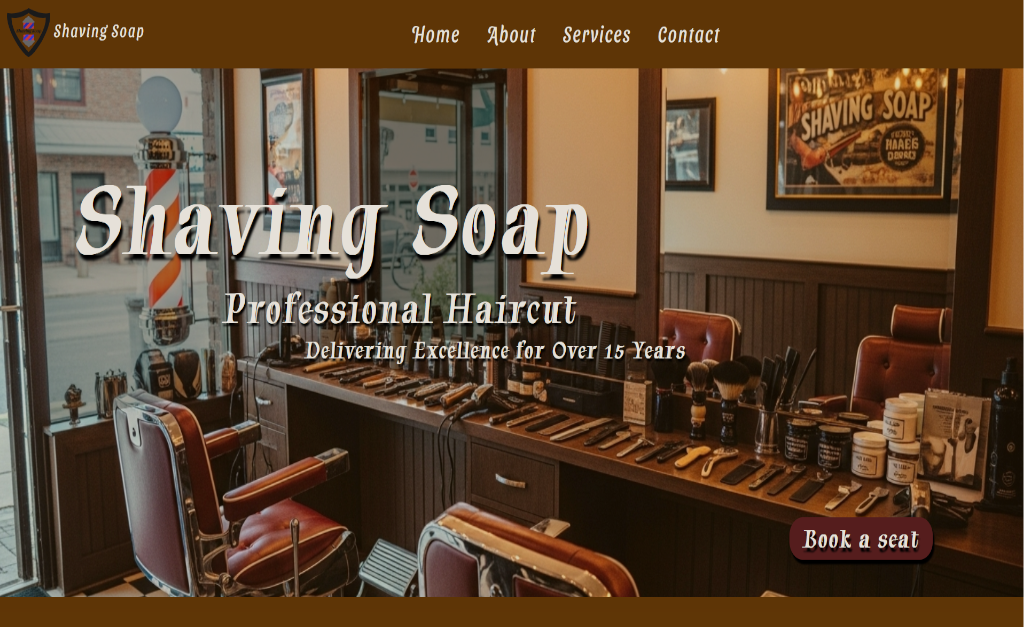 Shaving Soap
Home About Services Contact
SHAVING SOAP
Shaving Soap
Professional Haircut
Delivering Excellence for Over 15 Years
Book a seat